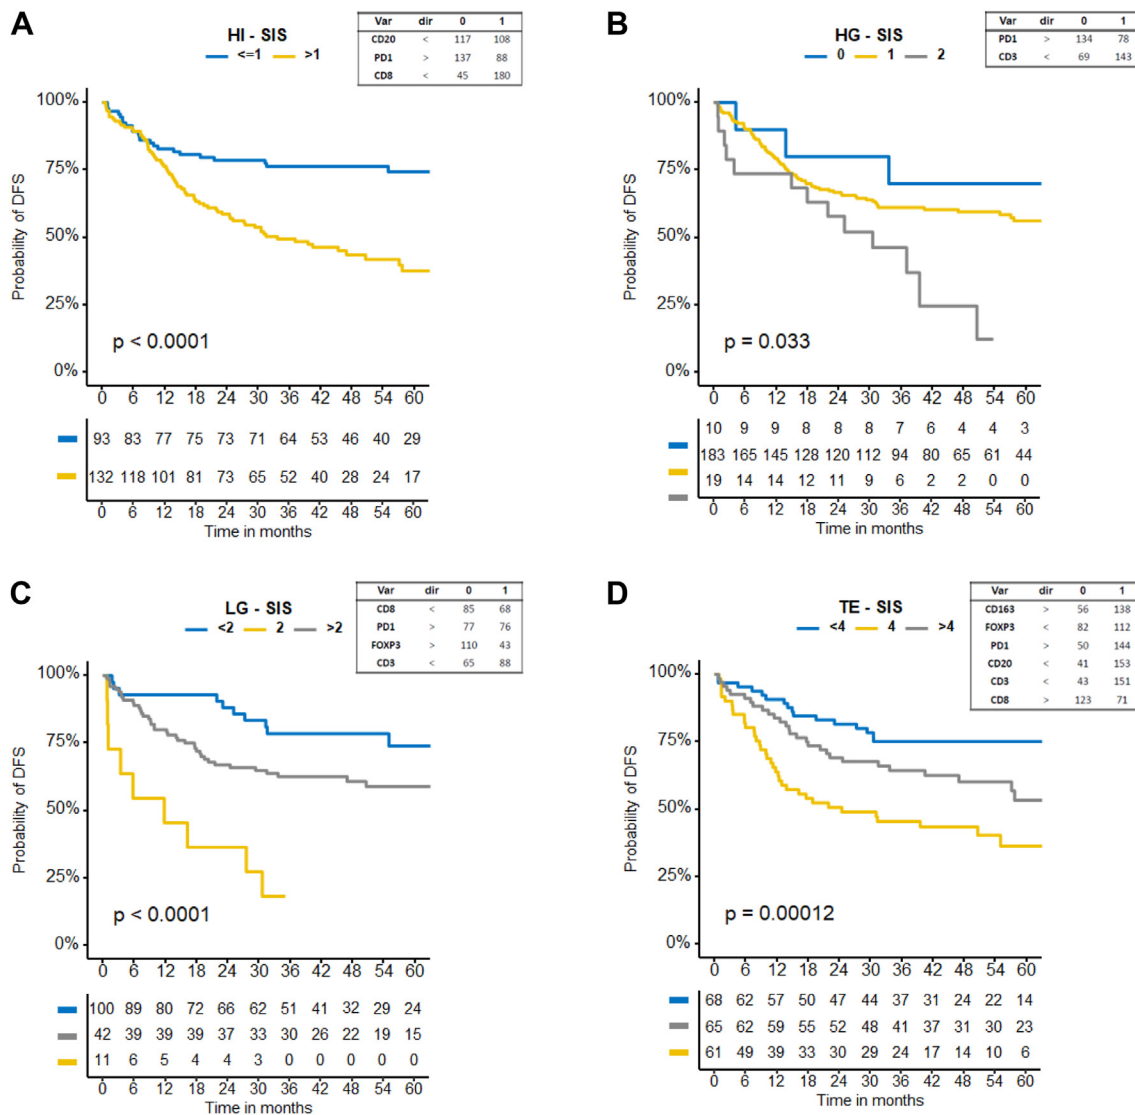 A
HI - SIS
<=1 >1
Var dir 0 1
CD20 < 117 108
PD1 > 137 88
CD8 < 45 180
Probability of DFS
100%
75%
50%
25%
0%
p < 0.0001
0 6 12 18 24 30 36 42 48 54 60
93 83 77 75 73 71 64 53 46 40 29
132 118 101 81 73 65 52 40 28 24 17
0 6 12 18 24 30 36 42 48 54 60
Time in months
B
HG - SIS
0 1 2
Var dir 0 1
PD1 > 134 78
CD3 < 69 143
Probability of DFS
100%
75%
50%
25%
0%
p = 0.033
0 6 12 18 24 30 36 42 48 54 60
10 9 9 8 8 8 7 6 4 4 3
183 165 145 128 120 112 94 80 65 61 44
19 14 14 12 11 9 6 2 2 0 0
0 6 12 18 24 30 36 42 48 54 60
Time in months
C
LG - SIS
<2 2 >2
Var dir 0 1
CD8 < 85 68
PD1 > 77 76
FOXP3 > 110 43
CD3 < 65 88
Probability of DFS
100%
75%
50%
25%
0%
p < 0.0001
0 6 12 18 24 30 36 42 48 54 60
100 89 80 72 66 62 51 41 32 29 24
42 39 39 39 37 33 30 26 22 19 15
11 6 5 4 4 3 0 0 0 0 0
0 6 12 18 24 30 36 42 48 54 60
Time in months
D
TE - SIS
<4 4 >4
Var dir 0 1
CD163 > 56 138
FOXP3 < 82 112
PD1 > 50 144
CD20 < 41 153
CD3 < 43 151
CD8 > 123 71
Probability of DFS
100%
75%
50%
25%
0%
p = 0.00012
0 6 12 18 24 30 36 42 48 54 60
68 62 57 50 47 44 37 31 24 22 14
65 62 59 55 52 48 41 37 31 30 23
61 49 39 33 30 29 24 17 14 10 6
0 6 12 18 24 30 36 42 48 54 60
Time in months